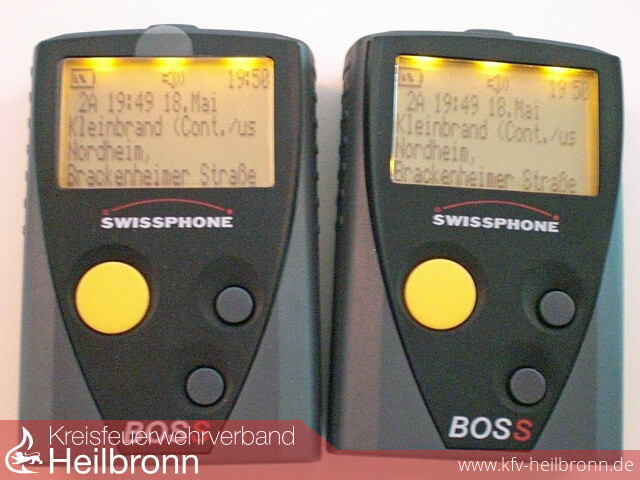 19:50
2A 19:49 18.Mai
Kleinbrand (Cont./us
Nordheim,
Brackenheimer Straße
SWISSPHONE
BOSS
19:50
2A 19:49 18.Mai
Kleinbrand (Cont./us
Nordheim,
Brackenheimer Straße
SWISSPHONE
BOSS
Kreisfeuerwehrverband
Heilbronn
www.kfv-heilbronn.de